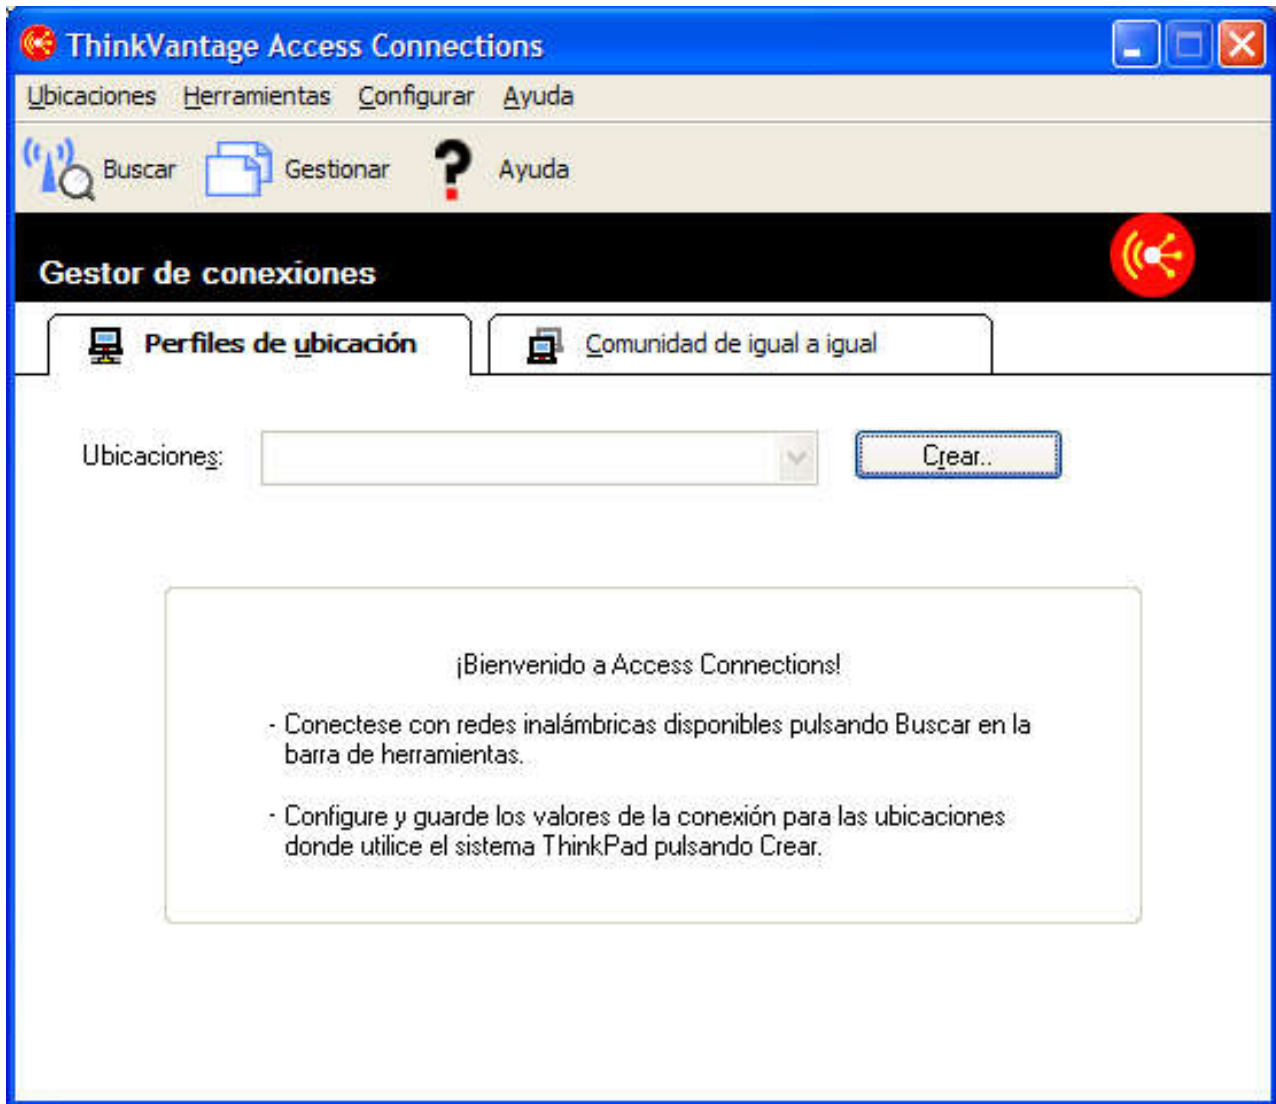 ThinkVantage Access Connections
Ubicaciones Herramientas Configurar Ayuda
Buscar Gestionar Ayuda
Gestor de conexiones
Perfiles de ubicación Comunidad de igual a igual
Ubicaciones: Crear..
¡Bienvenido a Access Connections!
- Conectese con redes inalámbricas disponibles pulsando Buscar en la
barra de herramientas.
- Configure y guarde los valores de la conexión para las ubicaciones
donde utilice el sistema ThinkPad pulsando Crear.